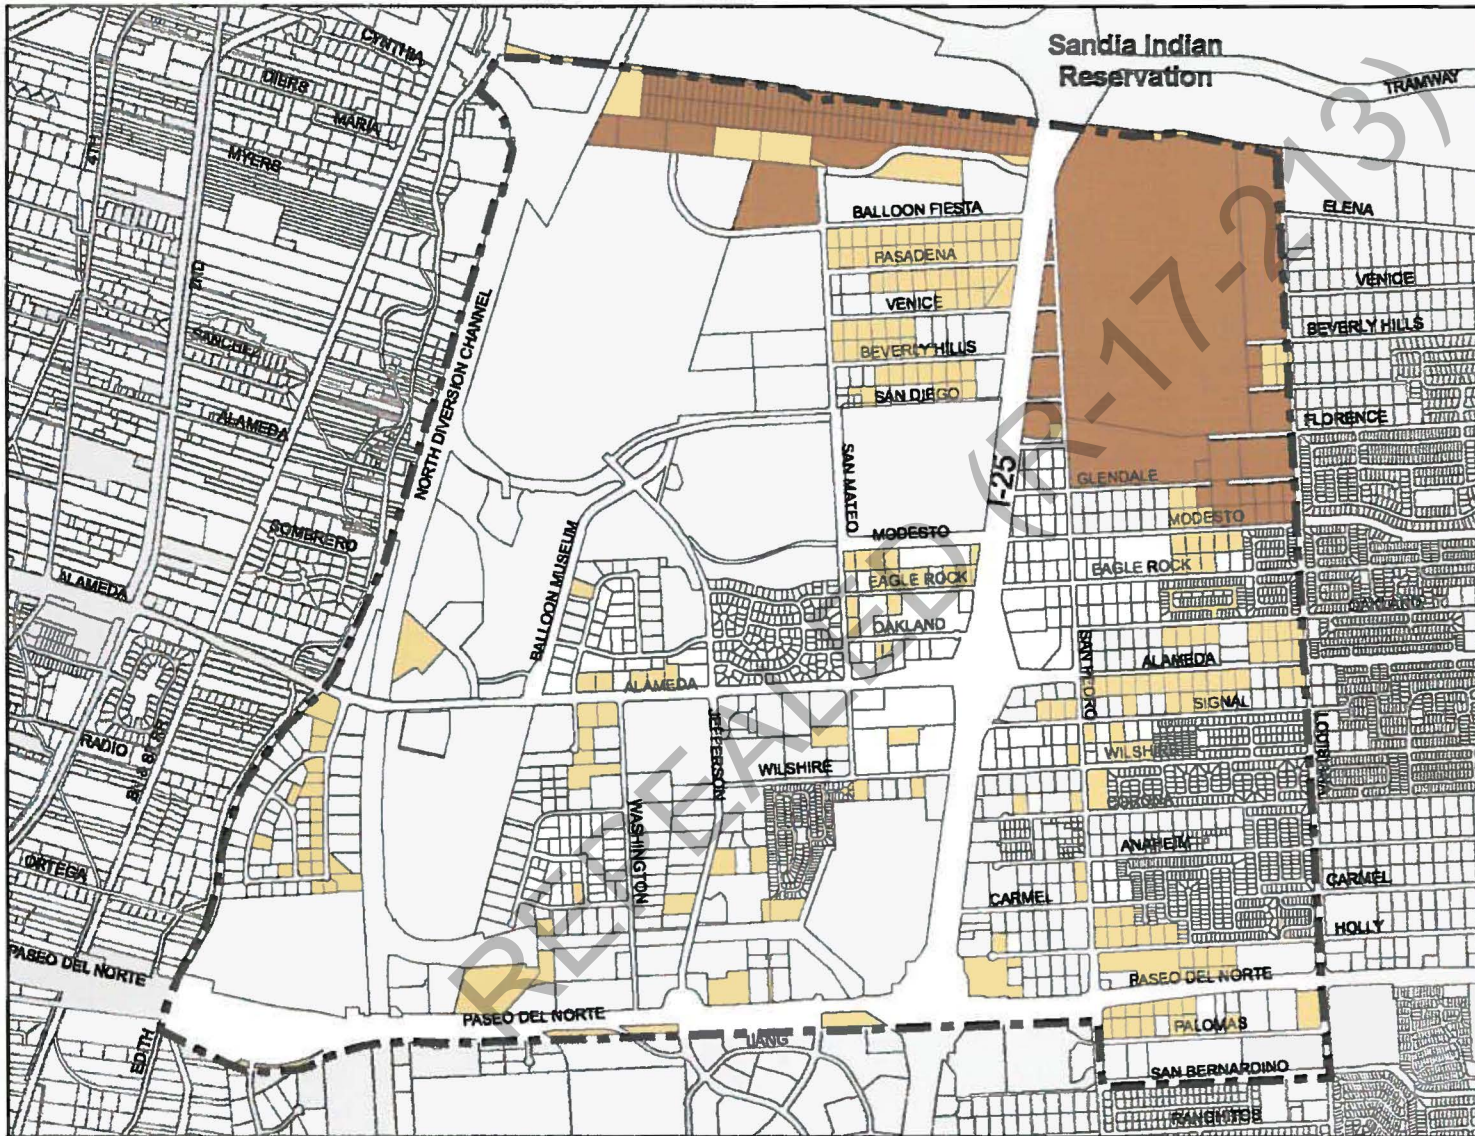 Sandia Indian
Reservation
TRAMWAY
CYNTHIA
DIERS
MARIA
MYERS
4TH
2ND
ELENA
BALLOON FIESTA
PASADENA
VENICE
VENICE
BEVERLY HILLS
BEVERLY HILLS
SAN DIEGO
SANCHEZ
ALAMEDA
FLORENCE
NORTH DIVERSION CHANNEL
SAN MATEO
I-25
GLENDALE
MODESTO
MODESTO
SOMBRERO
BALLOON MUSEUM
EAGLE ROCK
EAGLE ROCK
ALAMEDA
OAKLAND
OAKLAND
SAN PEDRO
ALAMEDA
ALAMEDA
SIGNAL
JEFFERSON
LOUISIANA
RADIO
WILSHIRE
WILSHIRE
CORONA
WASHINGTON
ANAHEIM
ORTEGA
CARMEL
CARMEL
HOLLY
PASEO DEL NORTE
PASEO DEL NORTE
PASEO DEL NORTE
EDITH
PALOMAS
SAN BERNARDINO
RANCHITOS
REPEALED (R-17-213)